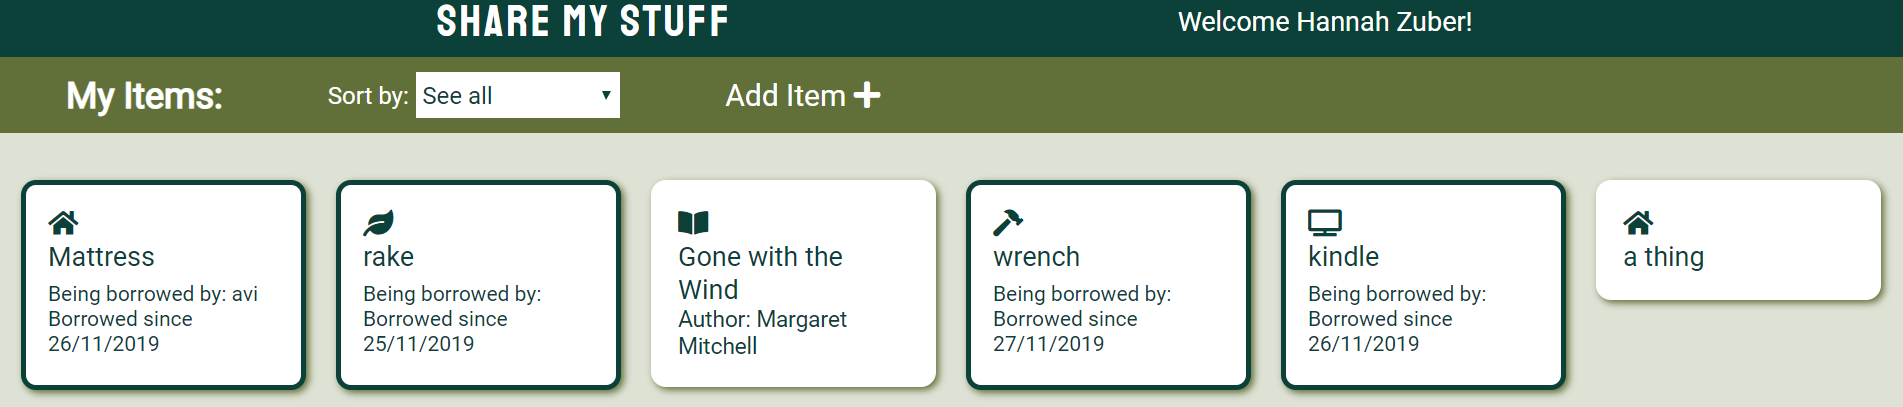 SHARE MY STUFF
Welcome Hannah Zuber!
My Items:
Sort by: See all
Add Item
Mattress
Being borrowed by: avi
Borrowed since
26/11/2019
rake
Being borrowed by:
Borrowed since
25/11/2019
Gone with the
Wind
Author: Margaret
Mitchell
wrench
Being borrowed by:
Borrowed since
27/11/2019
kindle
Being borrowed by:
Borrowed since
26/11/2019
a thing